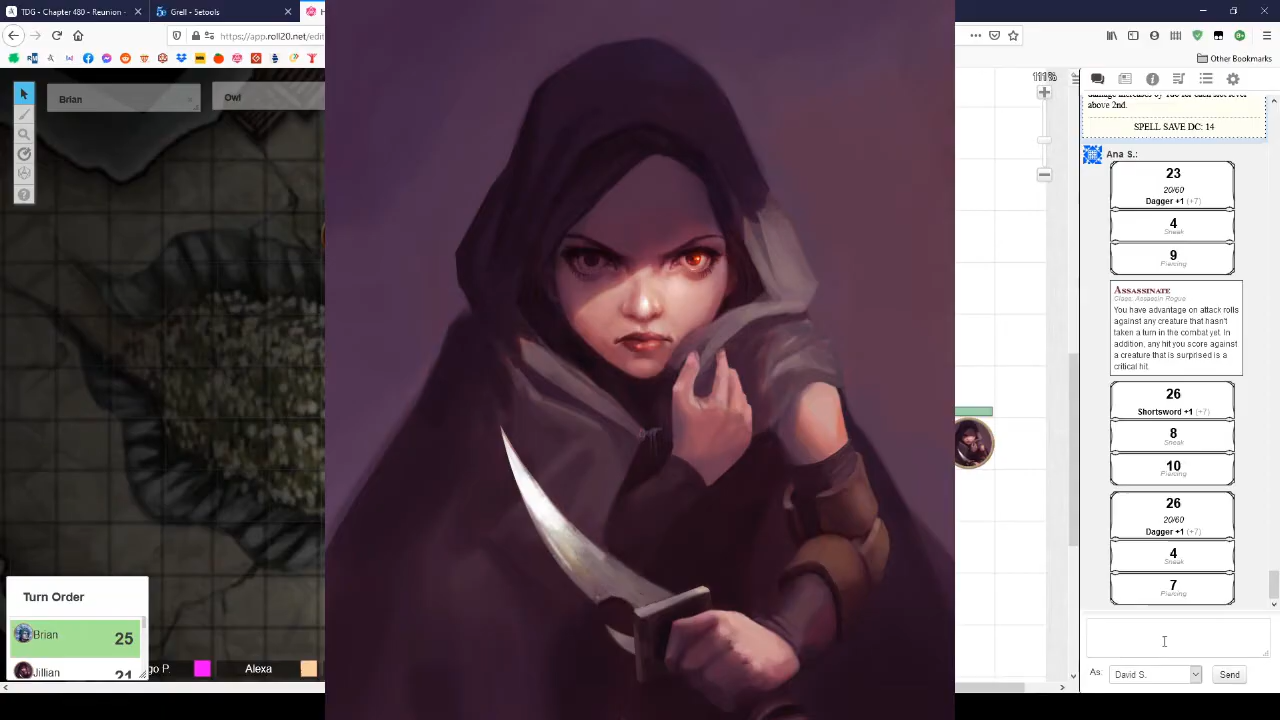 TDG - Chapter 480 - Reunion
Grell - 5etools
https://app.roll20.net/edit
Other Bookmarks
Brian
Owl
111%
above 2nd.
SPELL SAVE DC: 14
Ana S.:
23
20/60
Dagger +1 (+7)
4
Sneak
9
Piercing
Assassinate
Class, Assassin Rogue
You have advantage on attack rolls
against any creature that hasn't
taken a turn in the combat yet. In
addition, any hit you score against
a creature that is surprised is a
critical hit.
26
Shortsword +1 (+7)
8
Sneak
10
Piercing
26
20/60
Dagger +1 (+7)
4
Sneak
7
Piercing
Turn Order
Brian 25
Jillian 21
go P.
Alexa
As:
David S.
Send